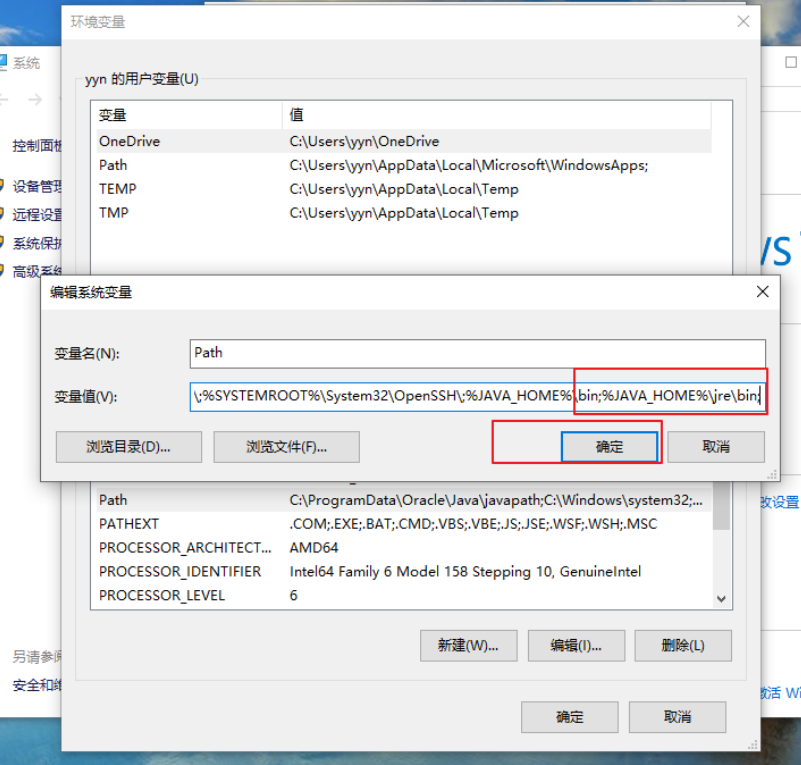 环境变量
系统
yyn 的用户变量(U)
变量 值
OneDrive C:\Users\yyn\OneDrive
Path C:\Users\yyn\AppData\Local\Microsoft\WindowsApps;
TEMP C:\Users\yyn\AppData\Local\Temp
TMP C:\Users\yyn\AppData\Local\Temp
控制面板
设备管理
远程设置
系统保护
高级系统
编辑系统变量
变量名(N): Path
变量值(V): \;%SYSTEMROOT%\System32\OpenSSH\;%JAVA_HOME%\bin;%JAVA_HOME%\jre\bin;
浏览目录(D)... 浏览文件(F)... 确定 取消
Path C:\ProgramData\Oracle\Java\javapath;C:\Windows\system32;...
PATHEXT .COM;.EXE;.BAT;.CMD;.VBS;.VBE;.JS;.JSE;.WSF;.WSH;.MSC
PROCESSOR_ARCHITECT... AMD64
PROCESSOR_IDENTIFIER Intel64 Family 6 Model 158 Stepping 10, GenuineIntel
PROCESSOR_LEVEL 6
改设置
新建(W)... 编辑(I)... 删除(L)
另请参阅
安全和维
激活 Wi
确定 取消